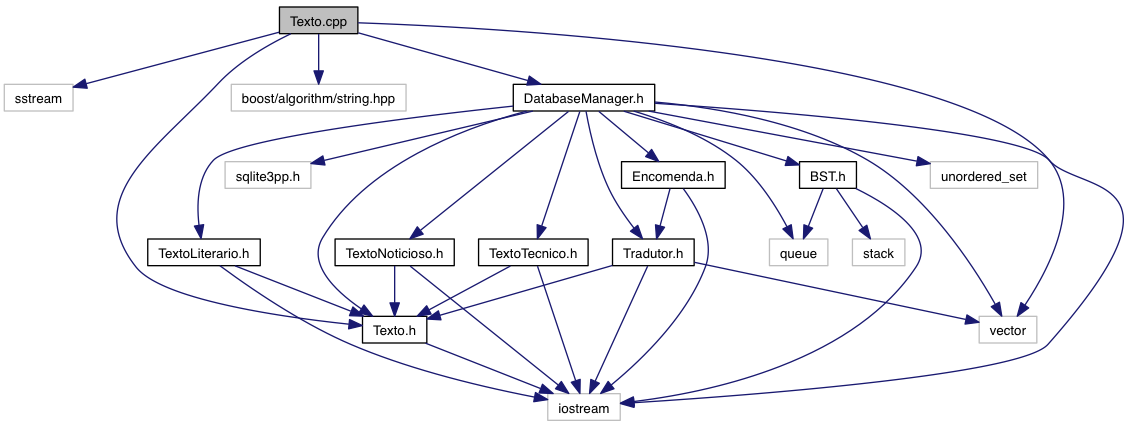 Texto.cpp
sstream
boost/algorithm/string.hpp
DatabaseManager.h
sqlite3pp.h
Encomenda.h
BST.h
unordered_set
TextoLiterario.h
TextoNoticioso.h
TextoTecnico.h
Tradutor.h
queue
stack
Texto.h
vector
iostream